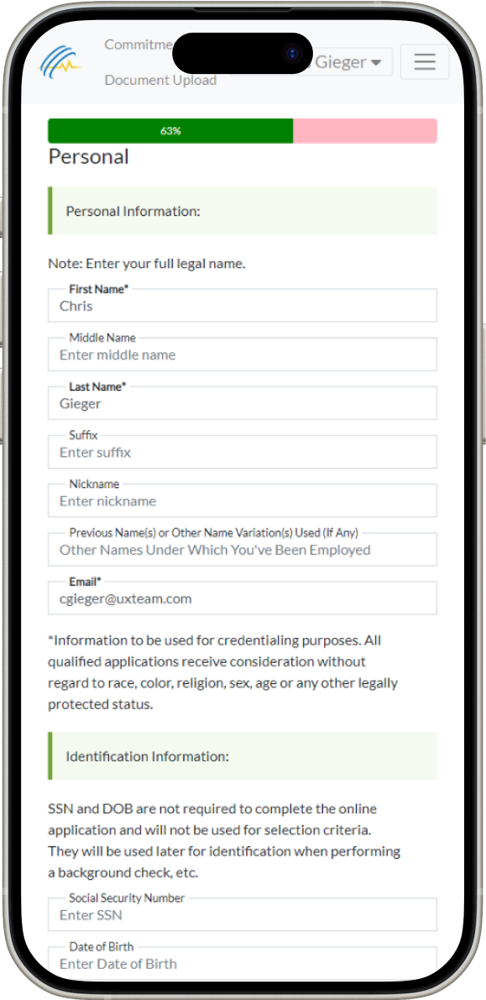 Commitme
Gieger
Document Upload
63%
Personal
Personal Information:
Note: Enter your full legal name.
First Name*
Chris
Middle Name
Enter middle name
Last Name*
Gieger
Suffix
Enter suffix
Nickname
Enter nickname
Previous Name(s) or Other Name Variation(s) Used (If Any)
Other Names Under Which You've Been Employed
Email*
cgieger@uxteam.com
*Information to be used for credentialing purposes. All
qualified applications receive consideration without
regard to race, color, religion, sex, age or any other legally
protected status.
Identification Information:
SSN and DOB are not required to complete the online
application and will not be used for selection criteria.
They will be used later for identification when performing
a background check, etc.
Social Security Number
Enter SSN
Date of Birth
Enter Date of Birth